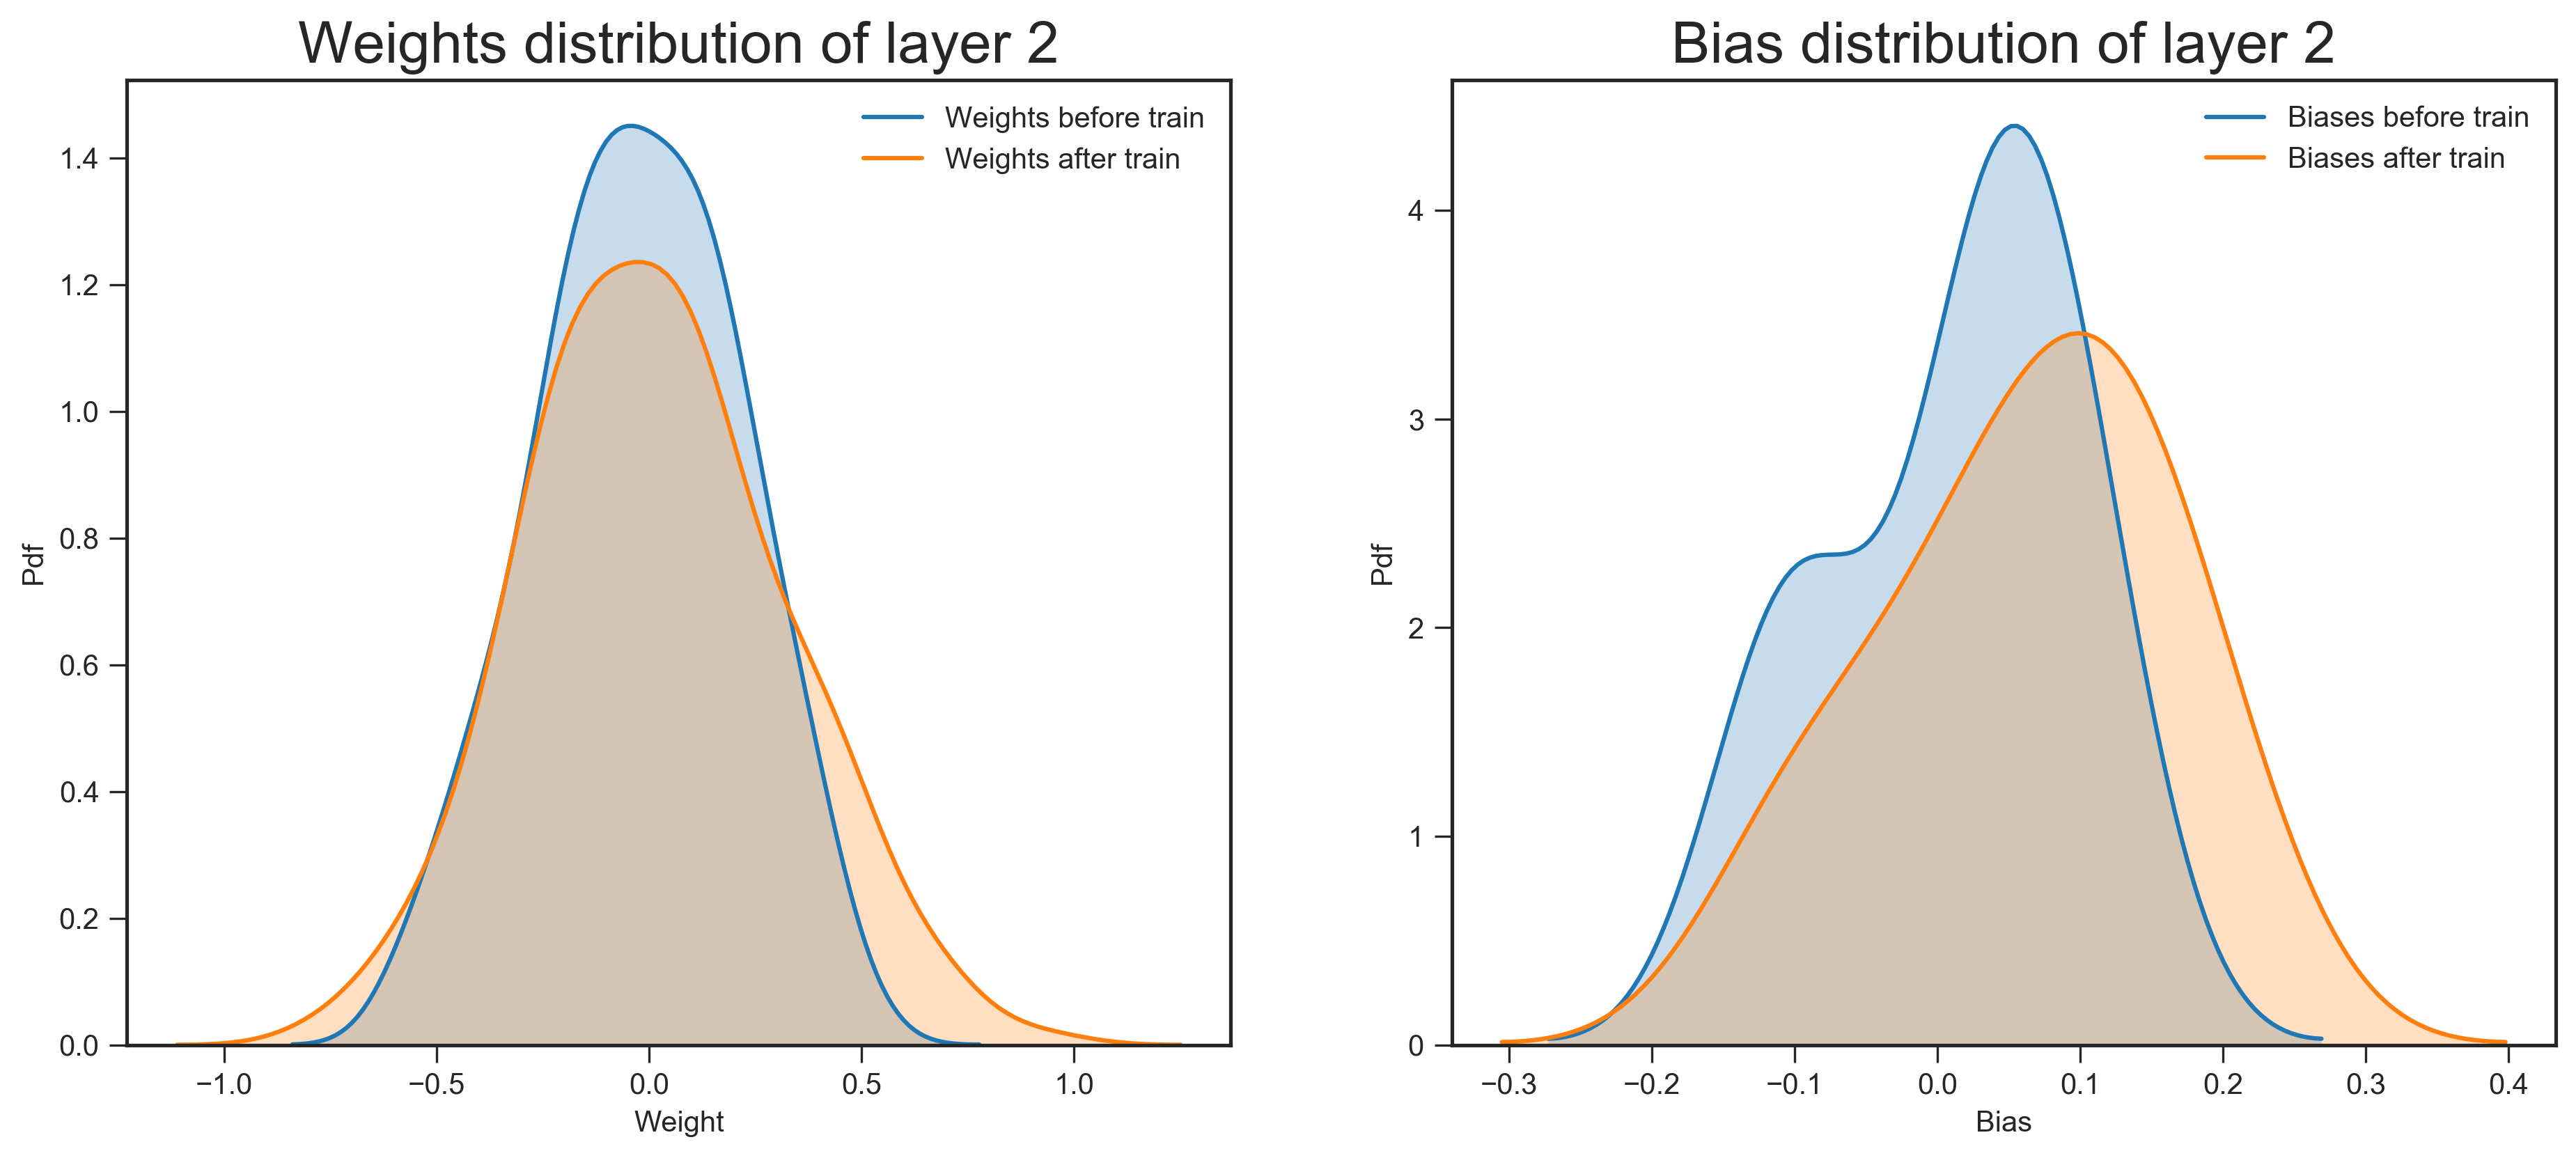 Weights distribution of layer 2
Weights before train
Weights after train
1.4
1.2
1.0
0.8
0.6
0.4
0.2
0.0
Pdf
−1.0
−0.5
0.0
0.5
1.0
Weight
Bias distribution of layer 2
Biases before train
Biases after train
4
3
2
1
0
Pdf
−0.3
−0.2
−0.1
0.0
0.1
0.2
0.3
0.4
Bias